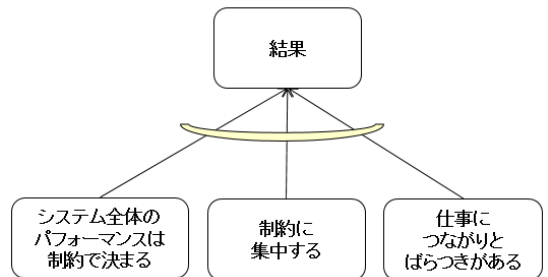 結果
システム全体の
パフォーマンスは
制約で決まる
制約に
集中する
仕事に
つながりと
ばらつきがある